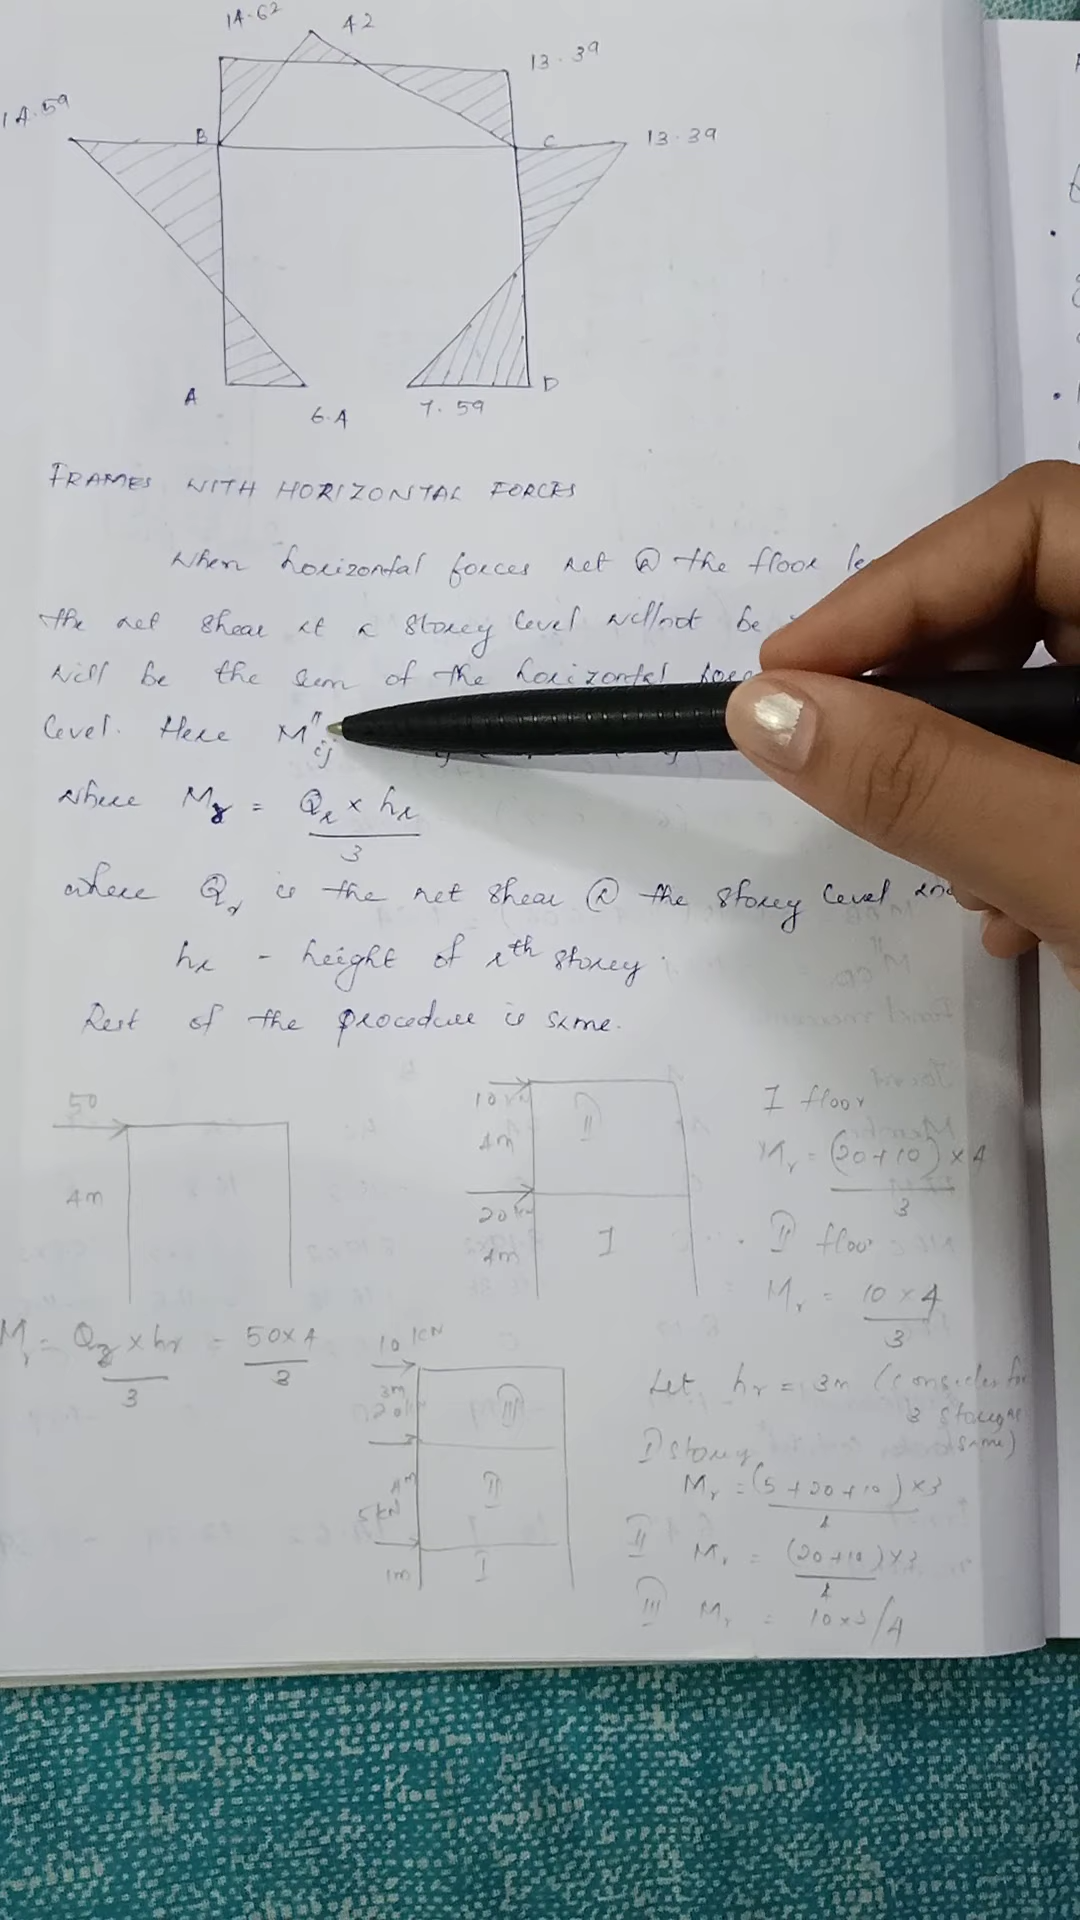 14.62
42
13.39
14.59
B
C
13.39
A
6.4
7.59
D
FRAMES WITH HORIZONTAL FORCES
When horizontal forces act @ the floor
the net shear at a storey level will not be
will be the sum of the horizontal
level. Here M"ij
where Mr = Qr x hr / 3
where Qr is the net shear @ the storey level and
hr - height of rth storey.
Rest of the procedure is same.
50
4m
10 kN
4m
II
20 kN
4m
I
I floor
Mr = (20+10) x 4 / 3
II floor
Mr = 10 x 4 / 3
Mr = Qr x hr / 3 = 50 x 4 / 3
10 kN
3m
20 kN
III
4m
II
5 kN
1m
I
Let hr = 3m (consider for
3 storeys
same)
I storey
Mr = (5+20+10) x 3 / 4
II Mr = (20+10) x 3 / 4
III Mr = 10 x 3/4